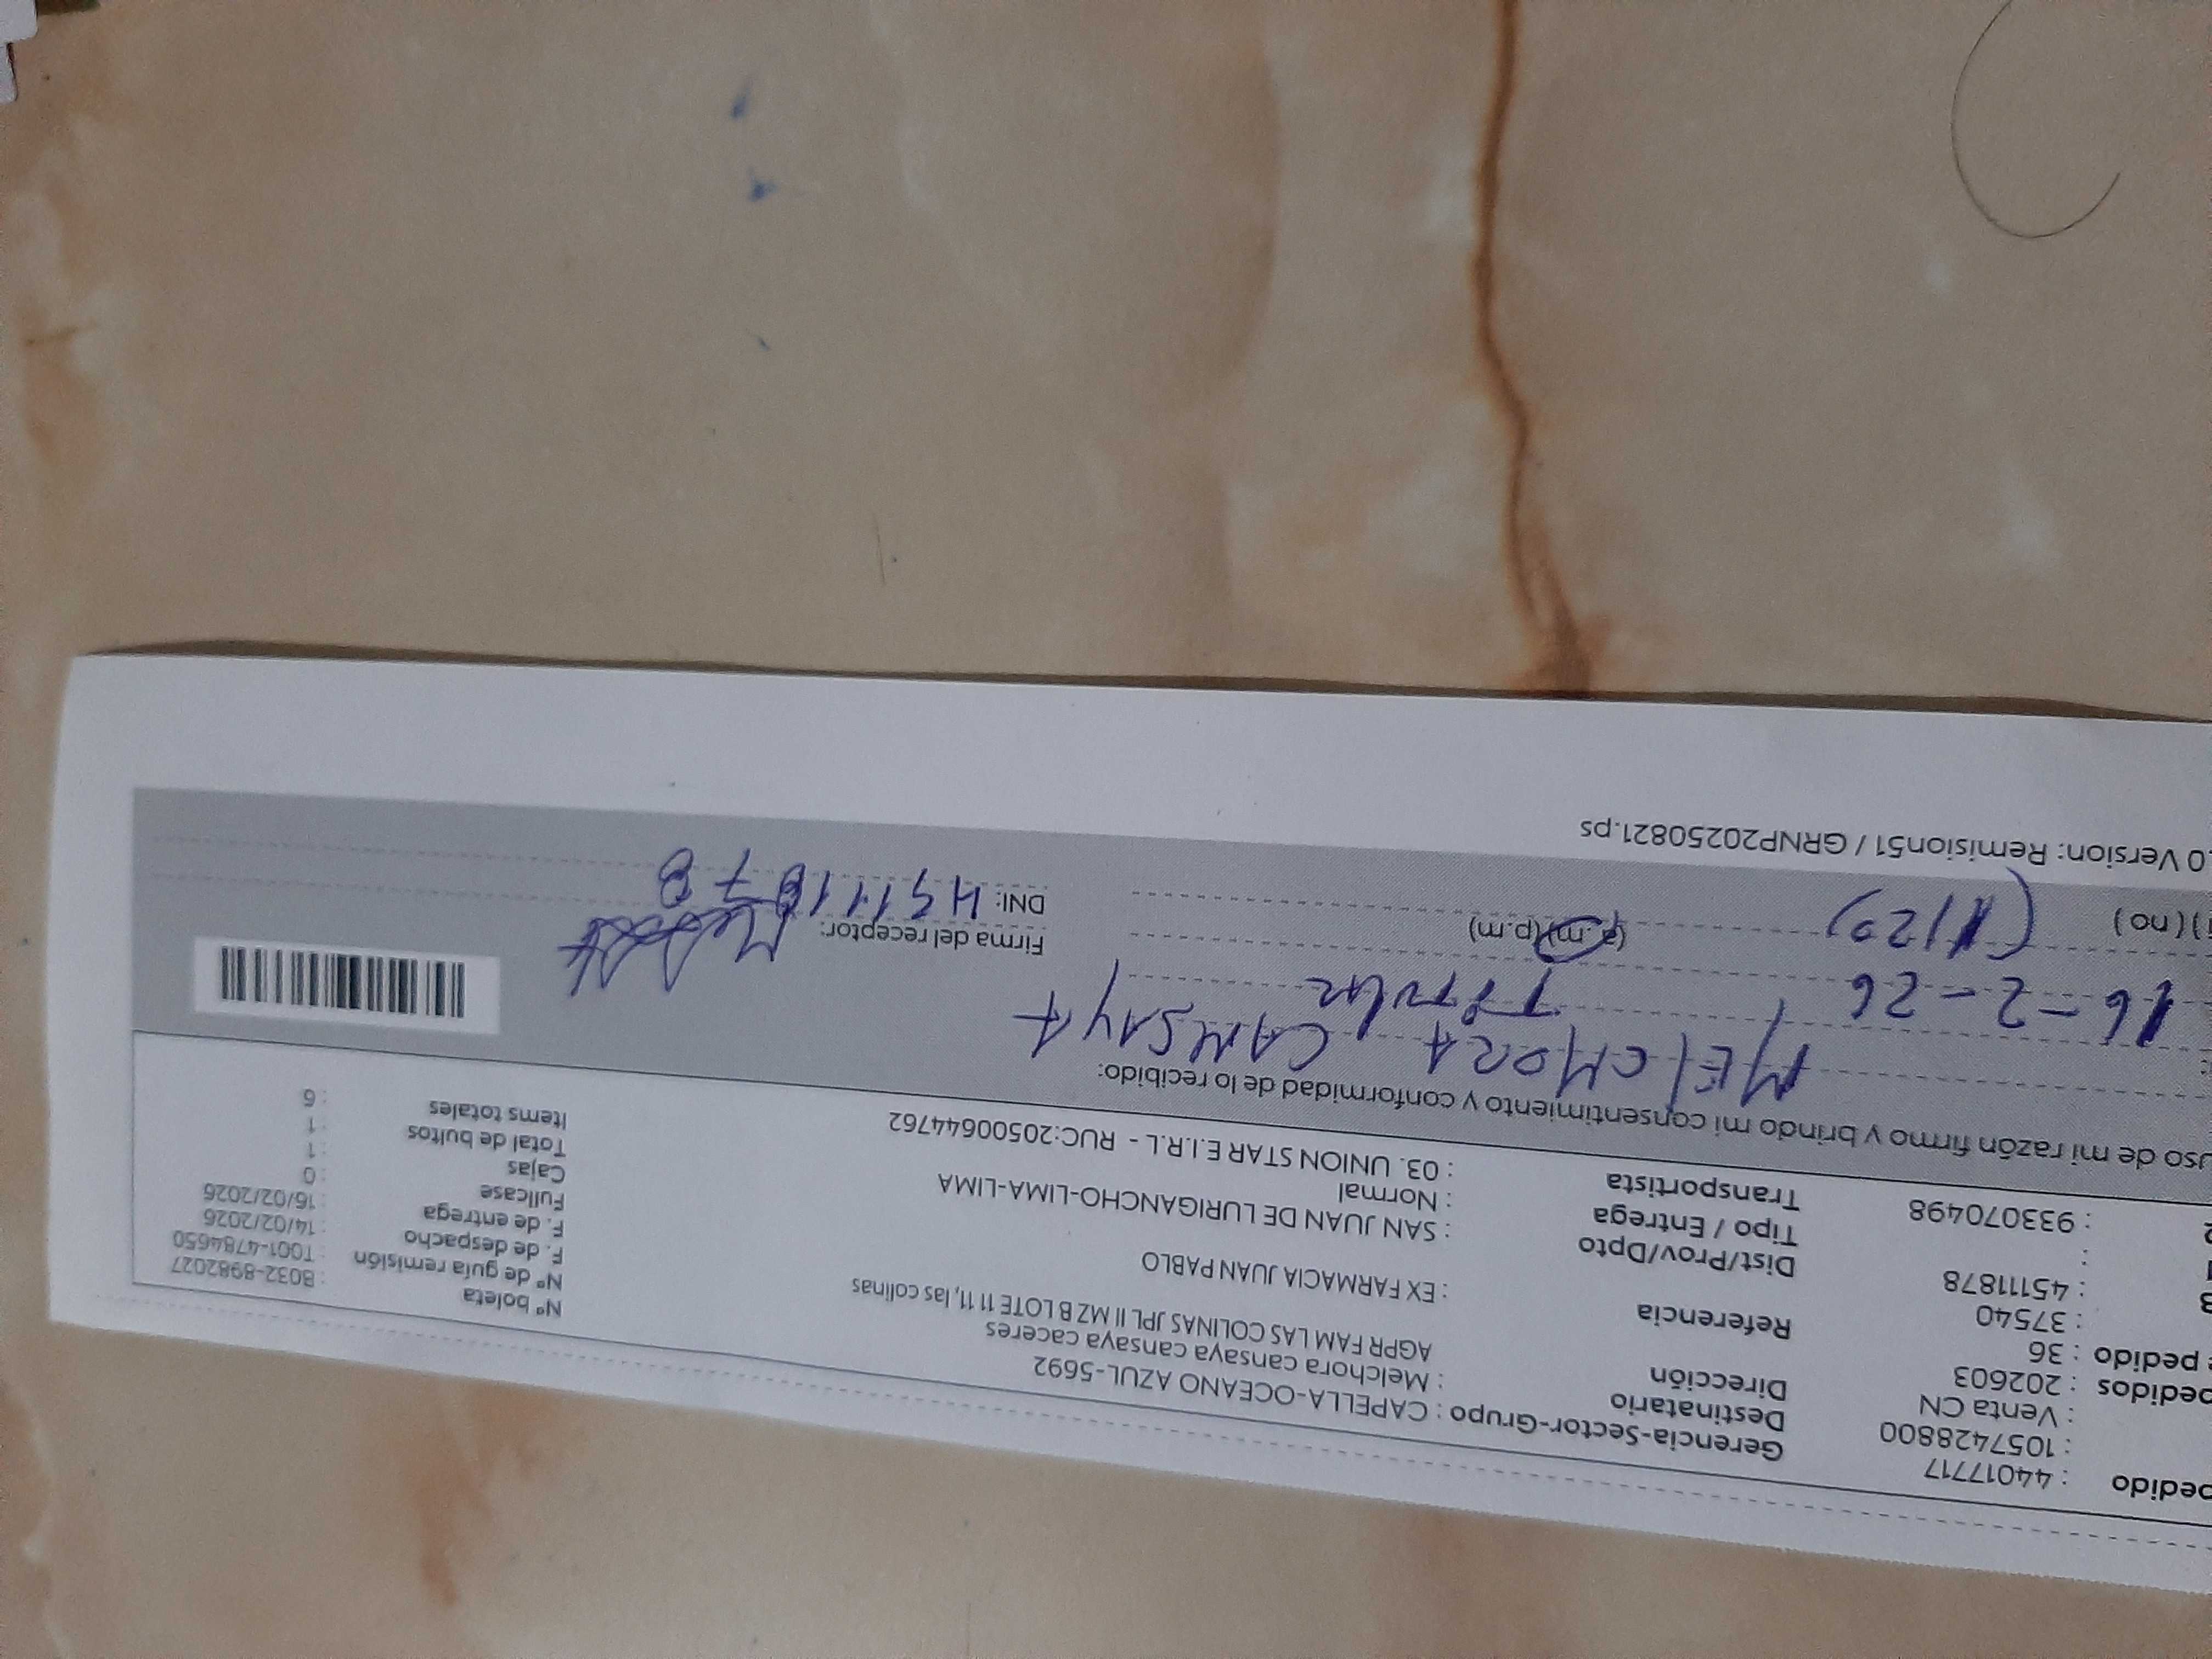 pedido : 44017717
: 1057428800
: Venta CN
pedidos : 202603
pedido : 36
: 37540
: 45111878
:
: 933070498
Gerencia-Sector-Grupo : CAPELLA-OCEANO AZUL-5692
Destinatario : Melchora cansaya cansaya caceres
Dirección AGPR FAM LAS COLINAS JPL II MZ B LOTE 11 11, 11, las colinas
Referencia : EX FARMACIA JUAN PABLO
Dist/Prov/Dpto : SAN JUAN DE LURIGANCHO-LIMA-LIMA
Tipo / Entrega : Normal
Transportista : 03. UNION STAR E.I.R.L - RUC:20500644762
Nº boleta : B032-8982027
Nº de guía remisión : T001-4784650
F. de despacho : 14/02/2026
F. de entrega : 16/02/2026
Fullcase : 0
Cajas : 1
Total de bultos : 1
Items totales : 6
uso de mi razón firmo y brindo mi consentimiento y conformidad de lo recibido:
MElCHORA CANSAYA
Titular
16-2-26
(a.m)(p.m)
) ( no )
Firma del receptor:
DNI: 45111878
.0 Version: Remision51 / GRNP20250821.ps